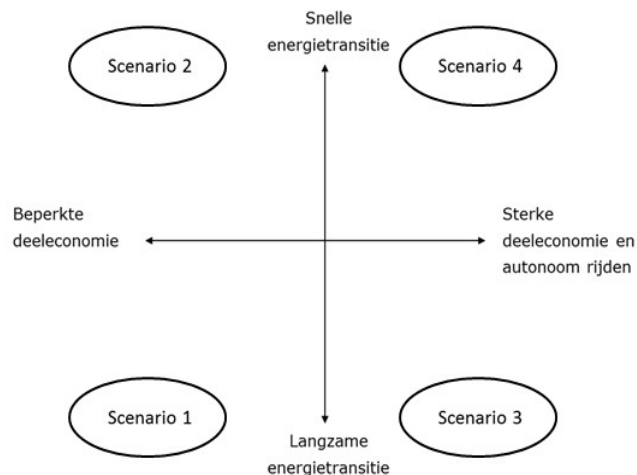 Snelle
energietransitie
Scenario 2
Scenario 4
Beperkte
deeleconomie
Sterke
deeleconomie en
autonoom rijden
Scenario 1
Scenario 3
Langzame
energietransitie